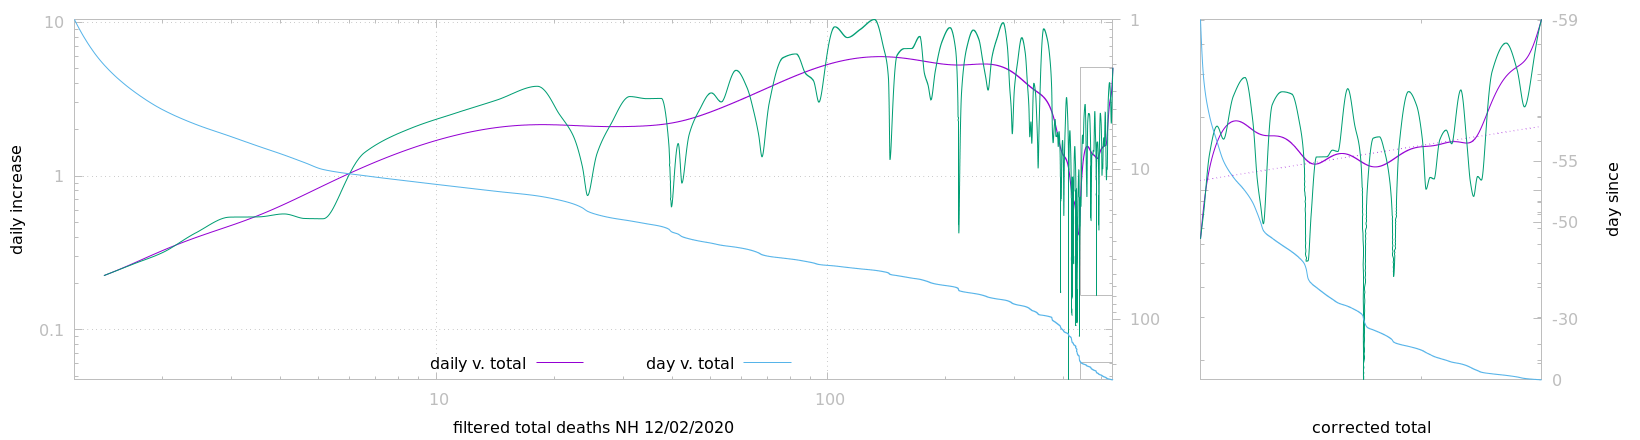 10
1
0.1
daily increase
daily v. total
day v. total
10
100
filtered total deaths NH 12/02/2020
1
10
100
-59
-55
-50
-30
0
day since
corrected total